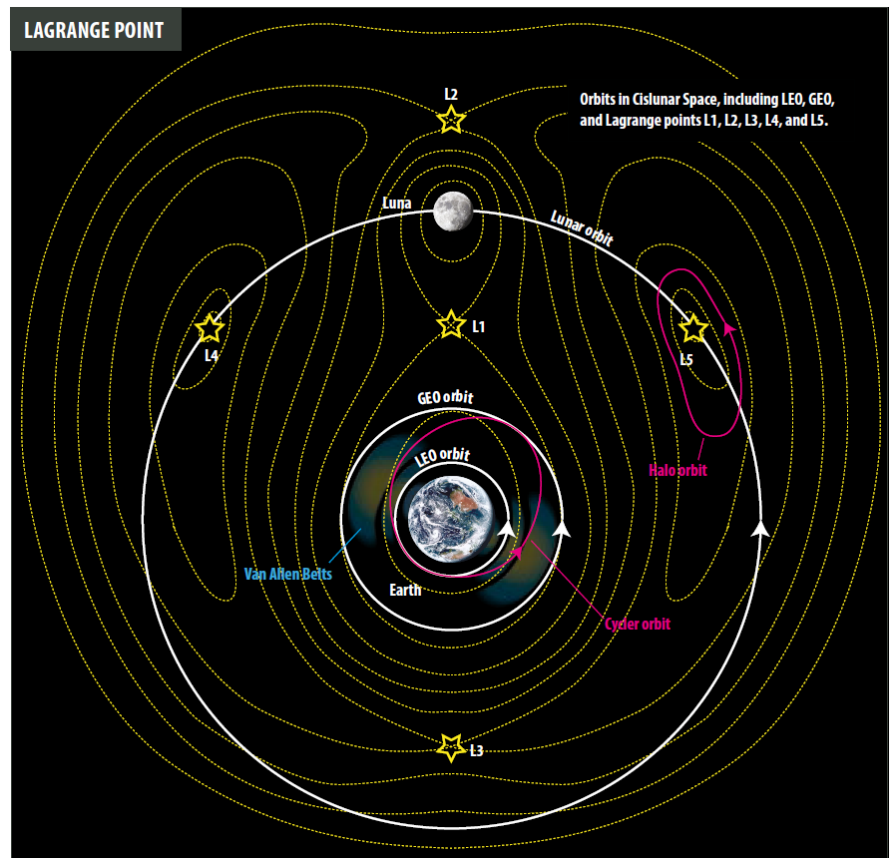 LAGRANGE POINT
L2
Orbits in Cislunar Space, including LEO, GEO,
and Lagrange points L1, L2, L3, L4, and L5.
Luna
Lunar orbit
L1
L4
L5
GEO orbit
LEO orbit
Halo orbit
Van Allen Belts
Earth
Cycler orbit
L3